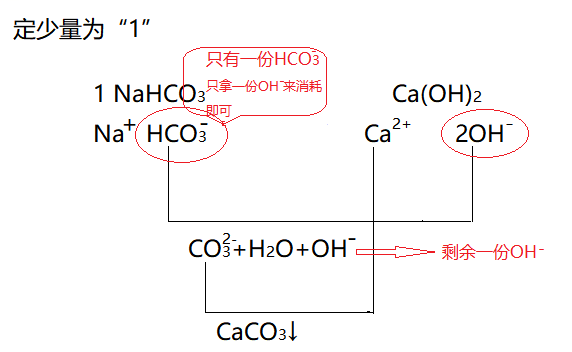 定少量为“1”
只有一份HCO₃⁻
只拿一份OH⁻来消耗
即可
1 NaHCO₃
Ca(OH)₂
Na⁺ HCO₃⁻
Ca²⁺
2OH⁻
CO₃²⁻+H₂O+OH⁻
剩余一份OH⁻
CaCO₃↓